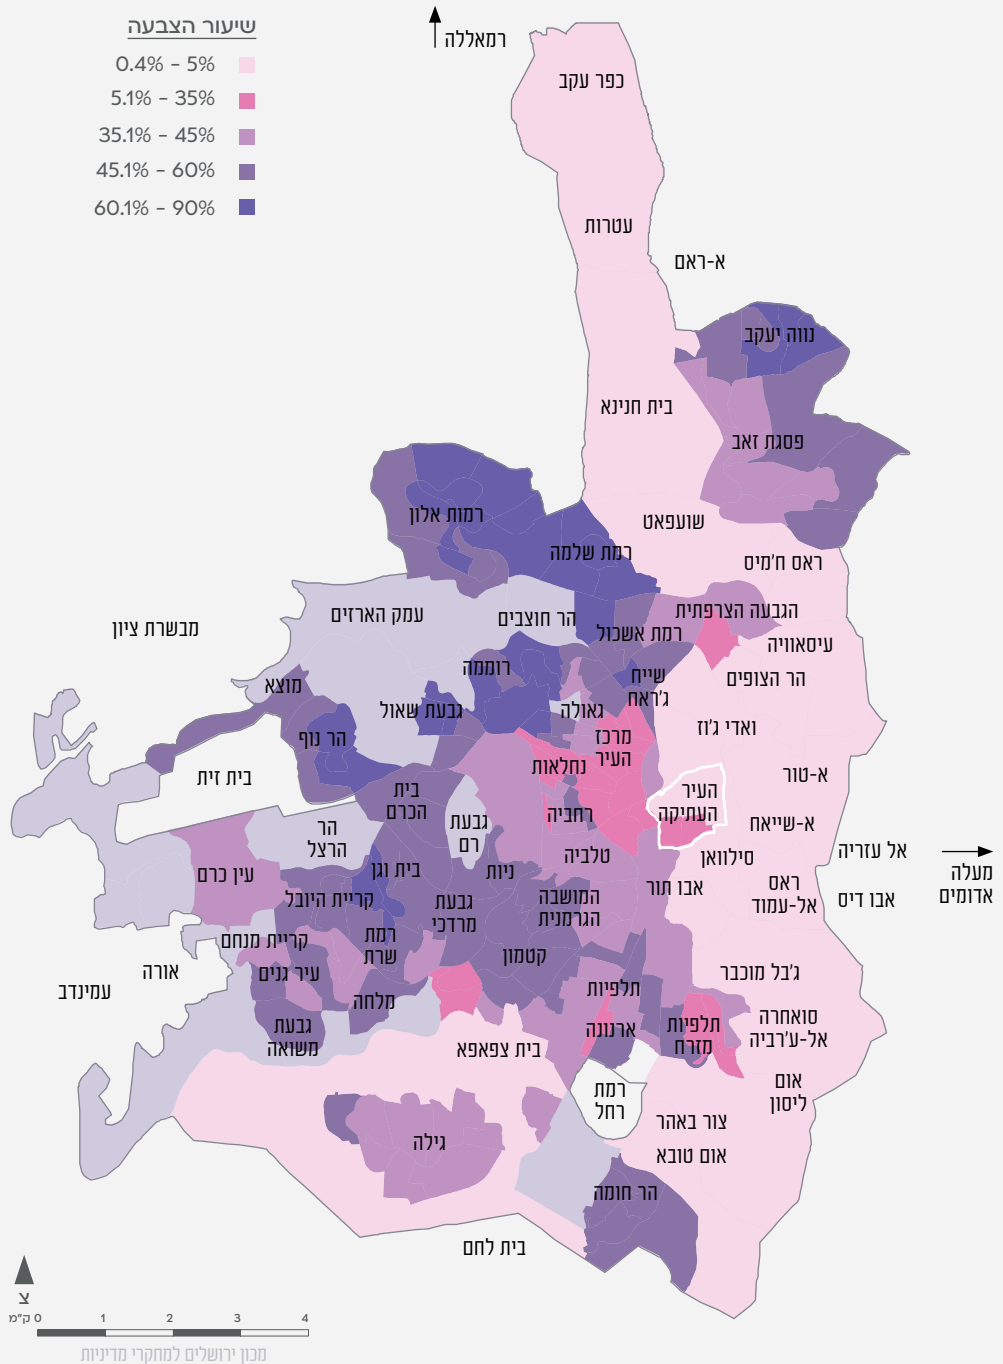 שיעור הצבעה
0.4% - 5%
5.1% - 35%
35.1% - 45%
45.1% - 60%
60.1% - 90%
רמאללה
כפר עקב
עטרות
א-ראם
נווה יעקב
בית חנינא
פסגת זאב
רמות אלון
שועפאט
רמת שלמה
ראס ח'מיס
עמק הארזים
הר חוצבים
הגבעה הצרפתית
מבשרת ציון
רמת אשכול
עיסאוויה
רוממה
שייח
ג'ראח
הר הצופים
מוצא
גבעת שאול
גאולה
ואדי ג'וז
הר נוף
מרכז
העיר
נחלאות
בית זית
א-טור
בית
הכרם
העיר
העתיקה
רחביה
גבעת
רם
הר
הרצל
א-שייאח
אל עזריה
מעלה
אדומים
טלביה
סילוואן
עין כרם
בית וגן
ניות
אבו תור
ראס
אל-עמוד
אבו דיס
קריית היובל
גבעת
מרדכי
המושבה
הגרמנית
קריית מנחם
רמת
שרת
קטמון
אורה
עיר גנים
ג'בל מוכבר
עמינדב
מלחה
תלפיות
גבעת
משואה
ארנונה
תלפיות
מזרח
סואחרה
אל-ע'רביה
בית צפאפא
אום
ליסון
רמת
רחל
צור באהר
גילה
אום טובא
הר חומה
בית לחם
צ
0 ק"מ 1 2 3 4
מכון ירושלים למחקרי מדיניות